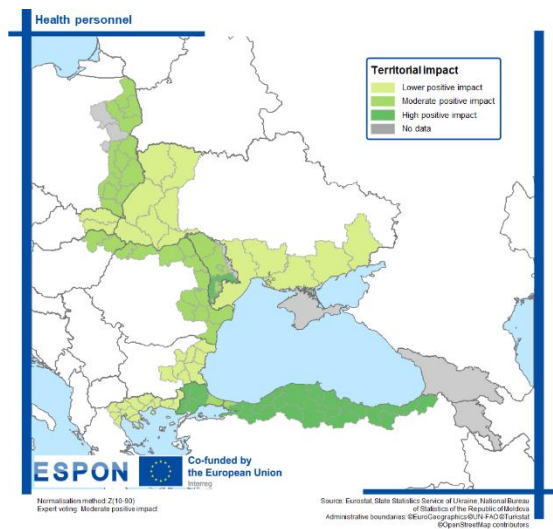 Health personnel
Territorial impact
Lower positive impact
Moderate positive impact
High positive impact
No data
ESPON
Co-funded by
the European Union
Interreg
Normalisation method:Z(10-90)
Expert voting: Moderate positive impact
Source: Eurostat, State Statistics Service of Ukraine, National Bureau
of Statistics of the Republic of Moldova
Administrative boundaries: ©EuroGeographics©UN-FAO©Turkstat
©OpenStreetMap contributors